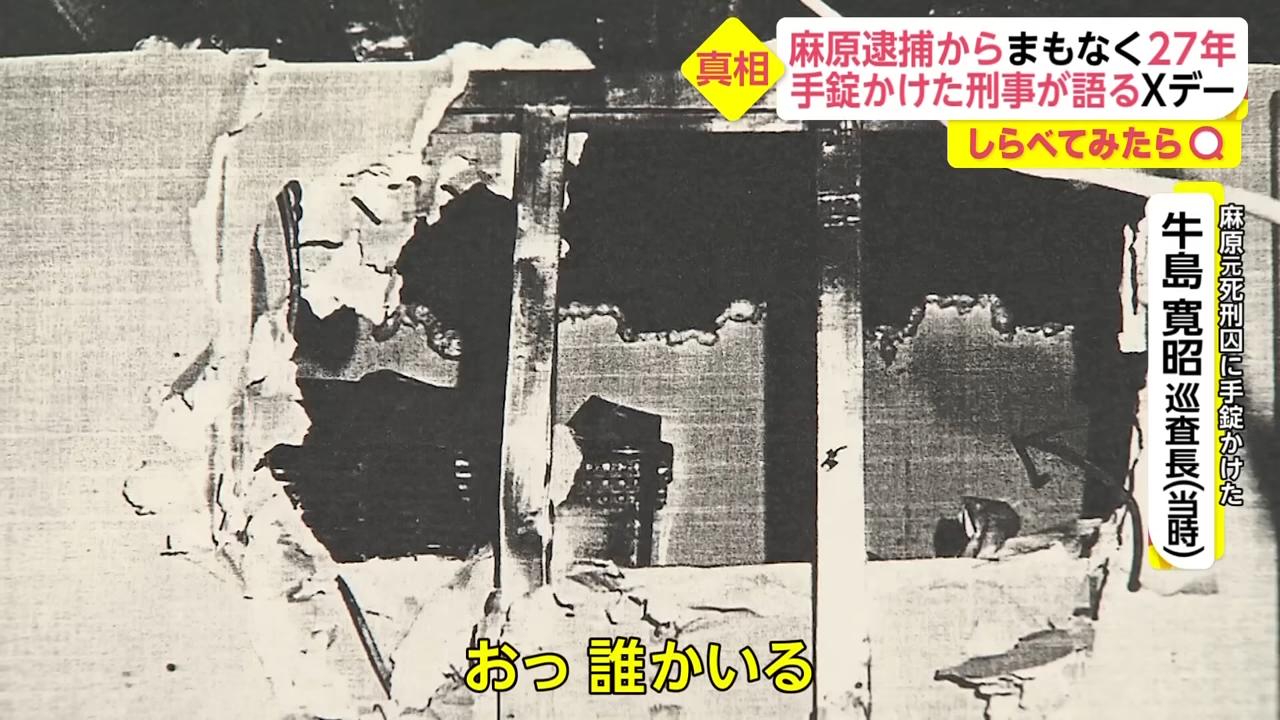 真相
麻原逮捕からまもなく27年
手錠かけた刑事が語るXデー
しらべてみたら
麻原元死刑囚に手錠かけた
牛島 寛昭 巡査長(当時)
おっ 誰かいる